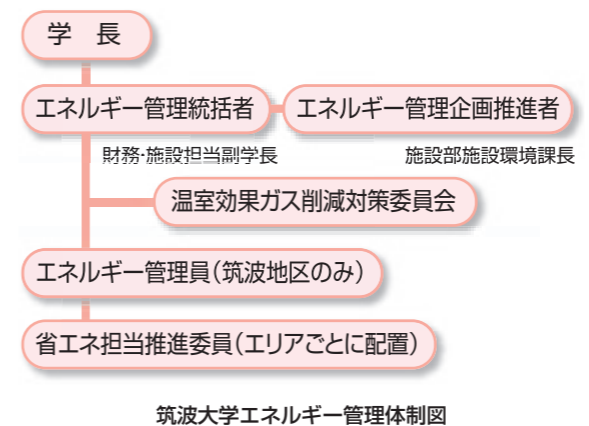 学　長
エネルギー管理統括者
エネルギー管理企画推進者
財務・施設担当副学長
施設部施設環境課長
温室効果ガス削減対策委員会
エネルギー管理員（筑波地区のみ）
省エネ担当推進委員（エリアごとに配置）
筑波大学エネルギー管理体制図